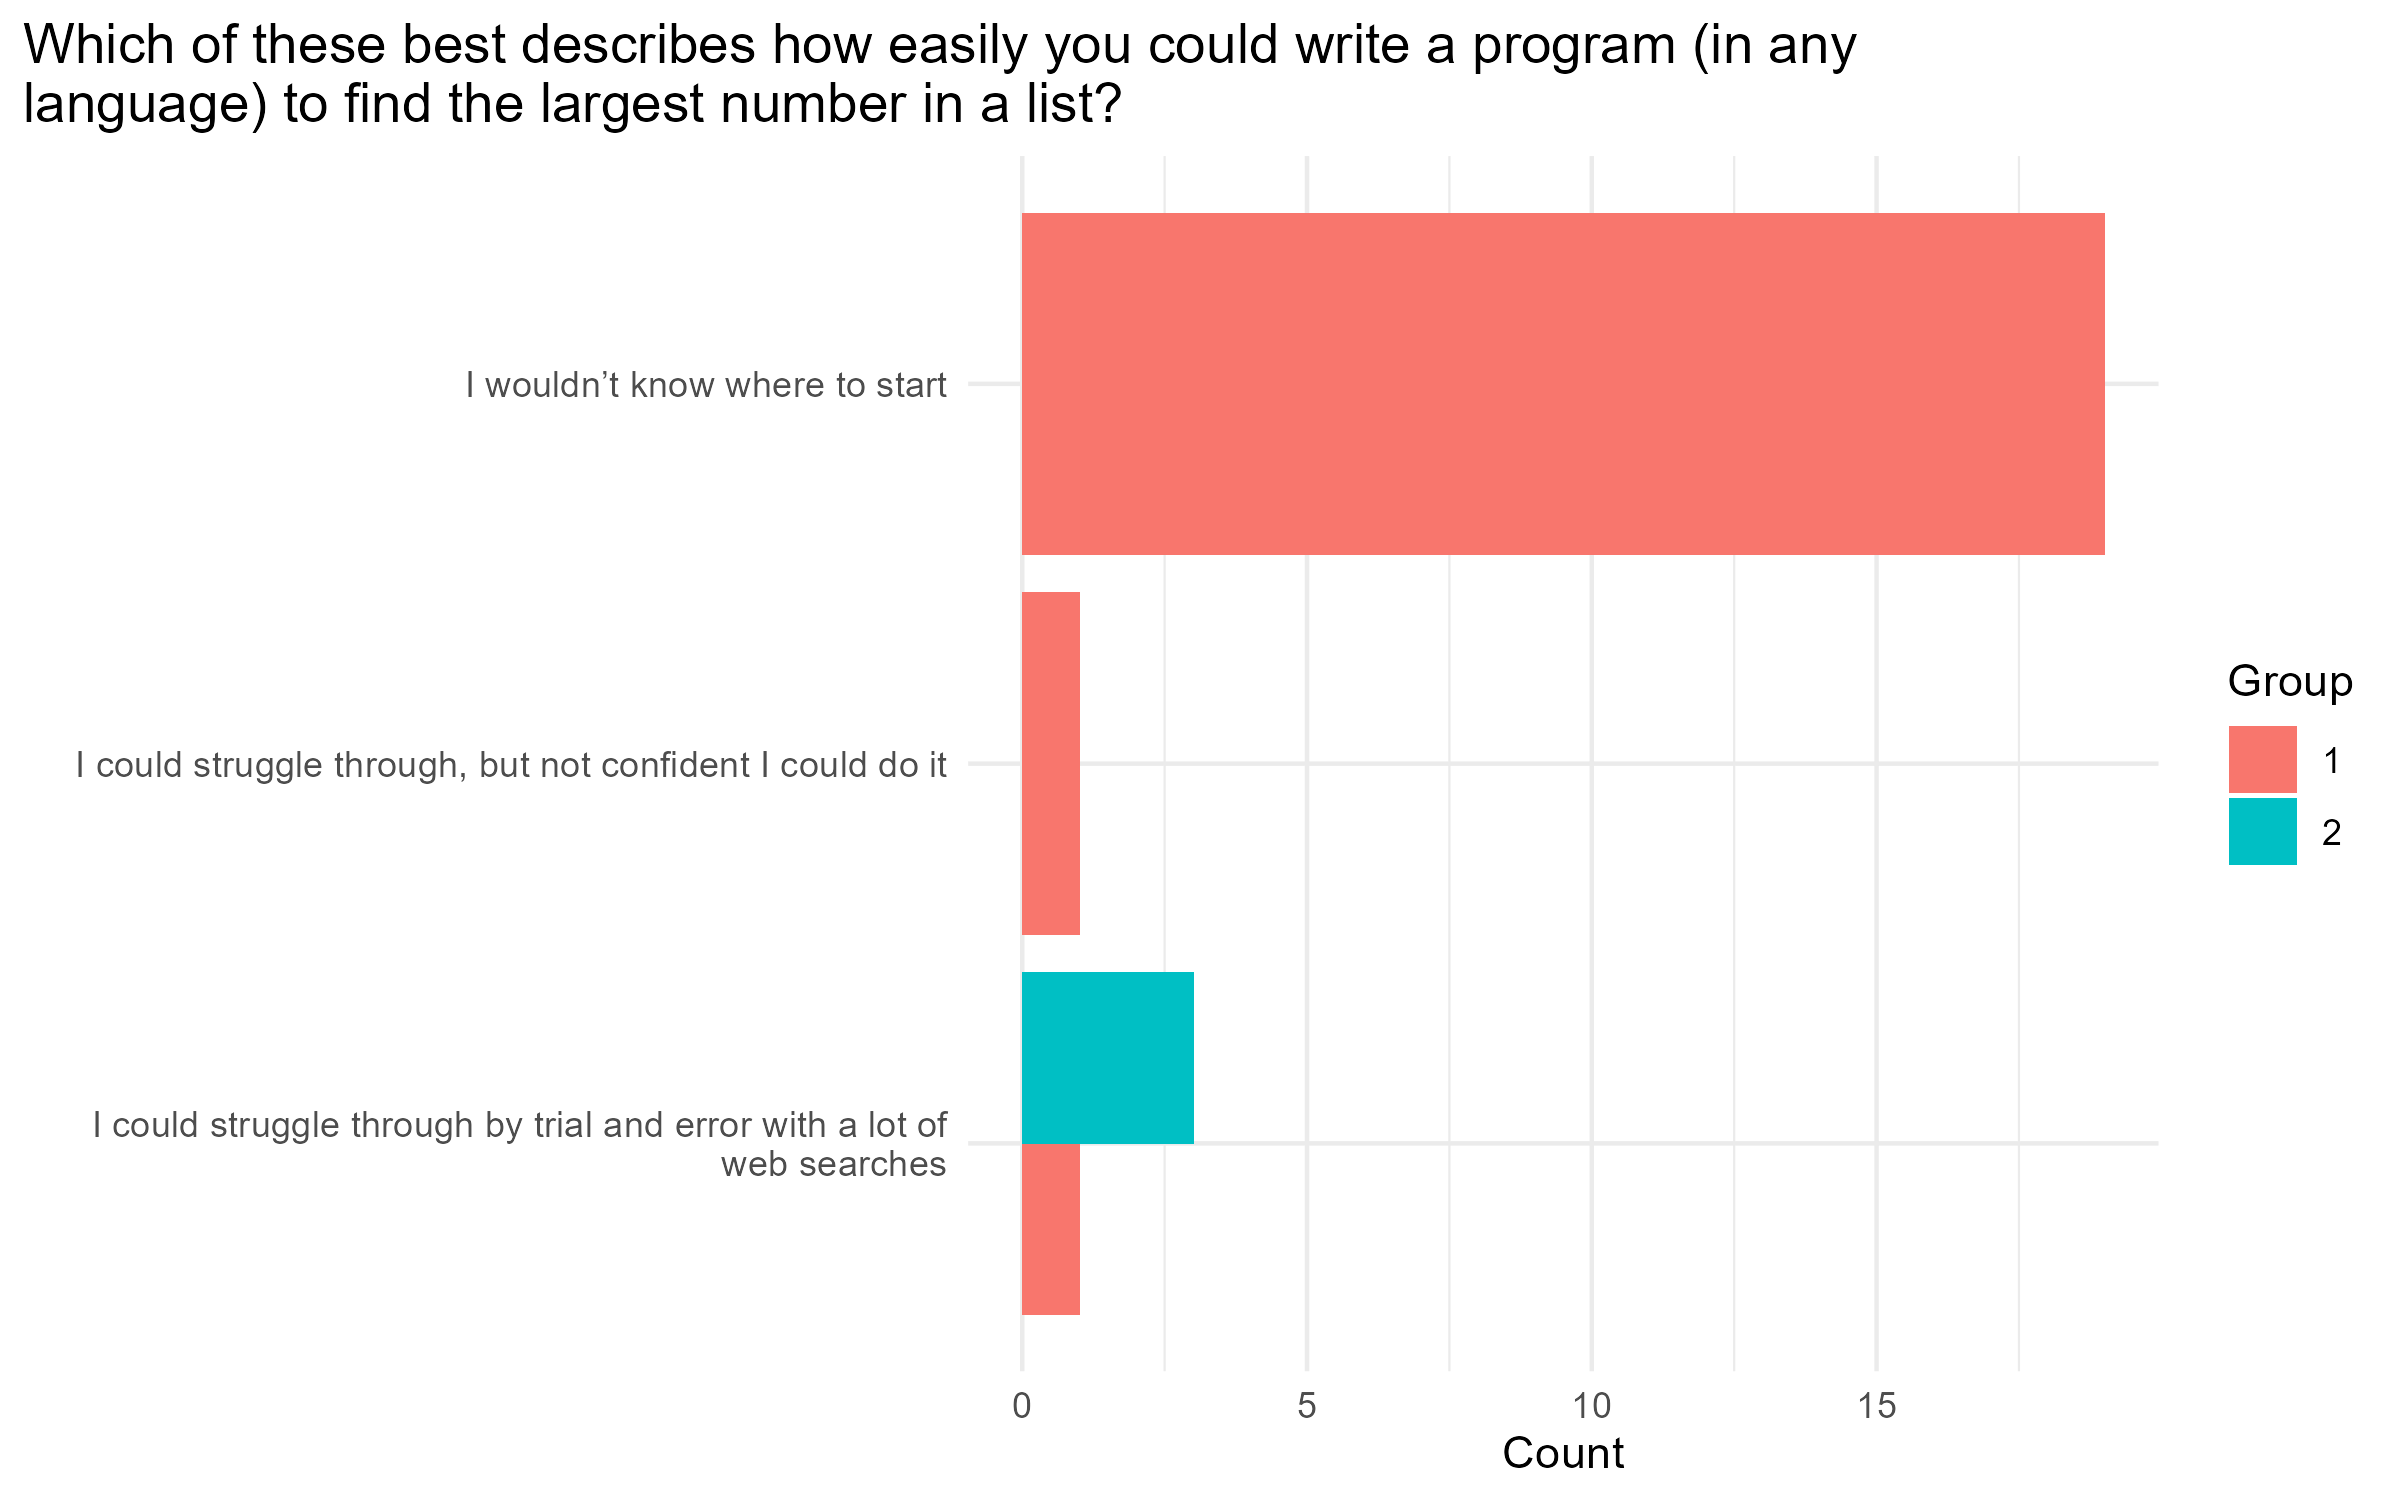 Which of these best describes how easily you could write a program (in any
language) to find the largest number in a list?
I wouldn’t know where to start
I could struggle through, but not confident I could do it
I could struggle through by trial and error with a lot of
web searches
0
5
10
15
Count
Group
1
2